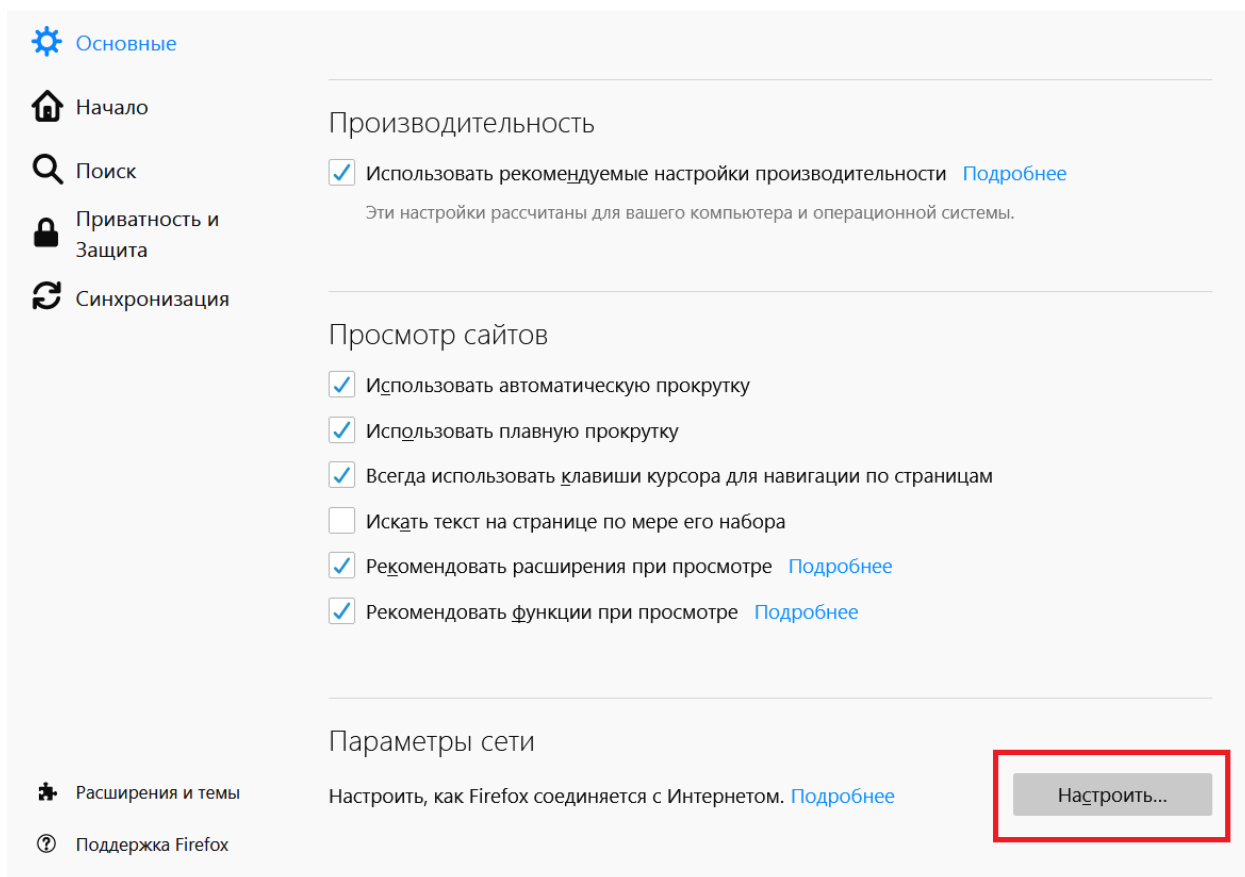 Основные
Начало
Поиск
Приватность и
Защита
Синхронизация
Расширения и темы
Поддержка Firefox
Производительность
Использовать рекомендуемые настройки производительности Подробнее
Эти настройки рассчитаны для вашего компьютера и операционной системы.
Просмотр сайтов
Использовать автоматическую прокрутку
Использовать плавную прокрутку
Всегда использовать клавиши курсора для навигации по страницам
Искать текст на странице по мере его набора
Рекомендовать расширения при просмотре Подробнее
Рекомендовать функции при просмотре Подробнее
Параметры сети
Настроить, как Firefox соединяется с Интернетом. Подробнее
Настроить...